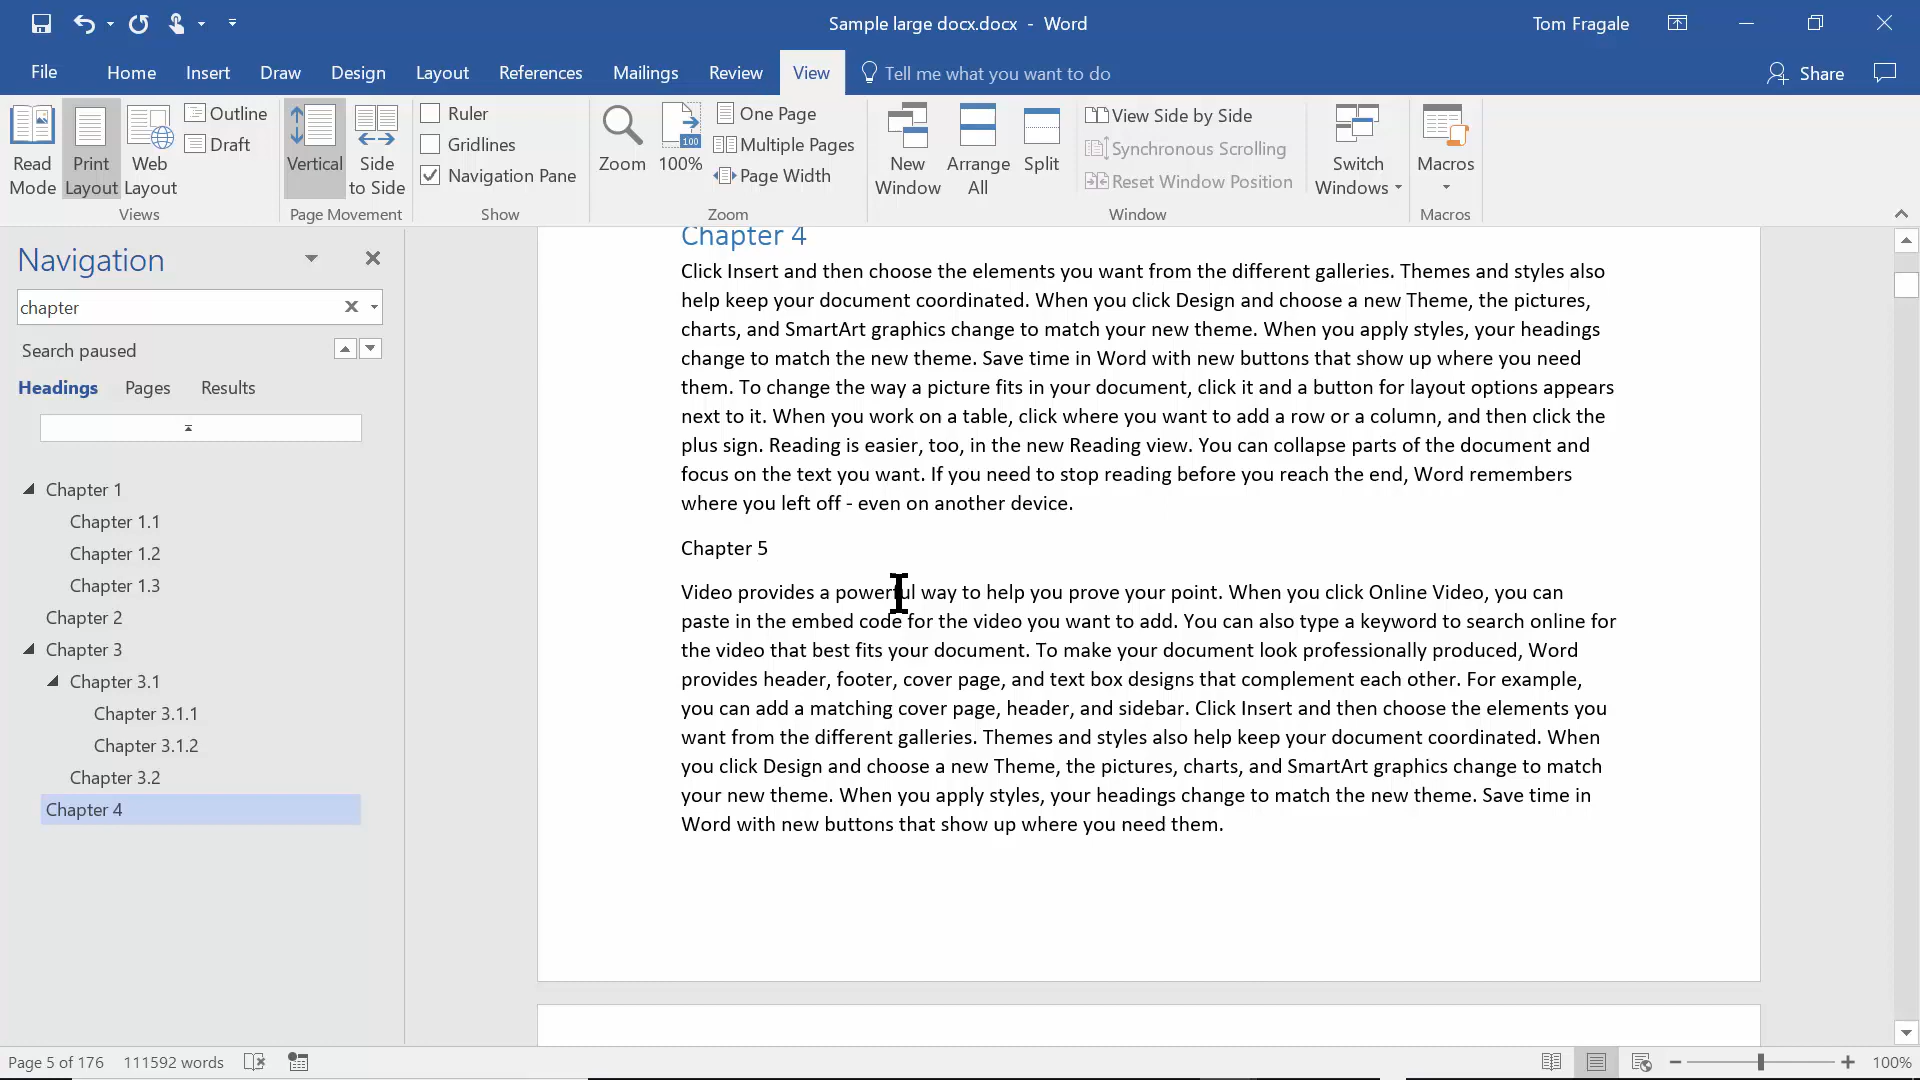 Sample large docx.docx - Word
Tom Fragale
File Home Insert Draw Design Layout References Mailings Review View Tell me what you want to do Share
Read Mode
Print Layout
Web Layout
Outline
Draft
Views
Vertical
Side to Side
Page Movement
Ruler
Gridlines
Navigation Pane
Show
Zoom
100
100%
One Page
Multiple Pages
Page Width
Zoom
New Window
Arrange All
Split
View Side by Side
Synchronous Scrolling
Reset Window Position
Switch Windows
Window
Macros
Macros
Navigation
chapter
Search paused
Headings Pages Results
Chapter 1
Chapter 1.1
Chapter 1.2
Chapter 1.3
Chapter 2
Chapter 3
Chapter 3.1
Chapter 3.1.1
Chapter 3.1.2
Chapter 3.2
Chapter 4
Chapter 4
Click Insert and then choose the elements you want from the different galleries. Themes and styles also
help keep your document coordinated. When you click Design and choose a new Theme, the pictures,
charts, and SmartArt graphics change to match your new theme. When you apply styles, your headings
change to match the new theme. Save time in Word with new buttons that show up where you need
them. To change the way a picture fits in your document, click it and a button for layout options appears
next to it. When you work on a table, click where you want to add a row or a column, and then click the
plus sign. Reading is easier, too, in the new Reading view. You can collapse parts of the document and
focus on the text you want. If you need to stop reading before you reach the end, Word remembers
where you left off - even on another device.
Chapter 5
Video provides a powerful way to help you prove your point. When you click Online Video, you can
paste in the embed code for the video you want to add. You can also type a keyword to search online for
the video that best fits your document. To make your document look professionally produced, Word
provides header, footer, cover page, and text box designs that complement each other. For example,
you can add a matching cover page, header, and sidebar. Click Insert and then choose the elements you
want from the different galleries. Themes and styles also help keep your document coordinated. When
you click Design and choose a new Theme, the pictures, charts, and SmartArt graphics change to match
your new theme. When you apply styles, your headings change to match the new theme. Save time in
Word with new buttons that show up where you need them.
Page 5 of 176 111592 words
100%